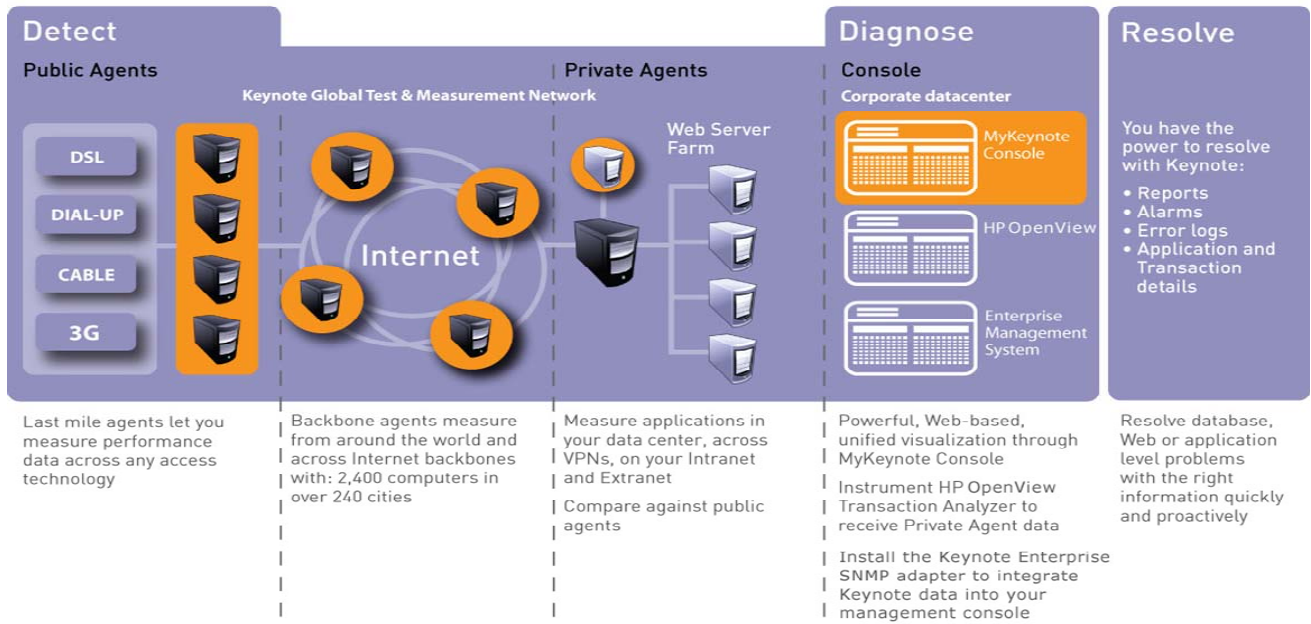 Detect
Public Agents
Keynote Global Test & Measurement Network
DSL
DIAL-UP
CABLE
3G
Internet
Private Agents
Web Server
Farm
Diagnose
Console
Corporate datacenter
MyKeynote
Console
HP OpenView
Enterprise
Management
System
Resolve
You have the
power to resolve
with Keynote:
• Reports
• Alarms
• Error logs
• Application and
Transaction
details
Last mile agents let you
measure performance
data across any access
technology
Backbone agents measure
from around the world and
across Internet backbones
with: 2,400 computers in
over 240 cities
Measure applications in
your data center, across
VPNs, on your Intranet
and Extranet
Compare against public
agents
Powerful, Web-based,
unified visualization through
MyKeynote Console
Instrument HP OpenView
Transaction Analyzer to
receive Private Agent data
Install the Keynote Enterprise
SNMP adapter to integrate
Keynote data into your
management console
Resolve database,
Web or application
level problems
with the right
information quickly
and proactively